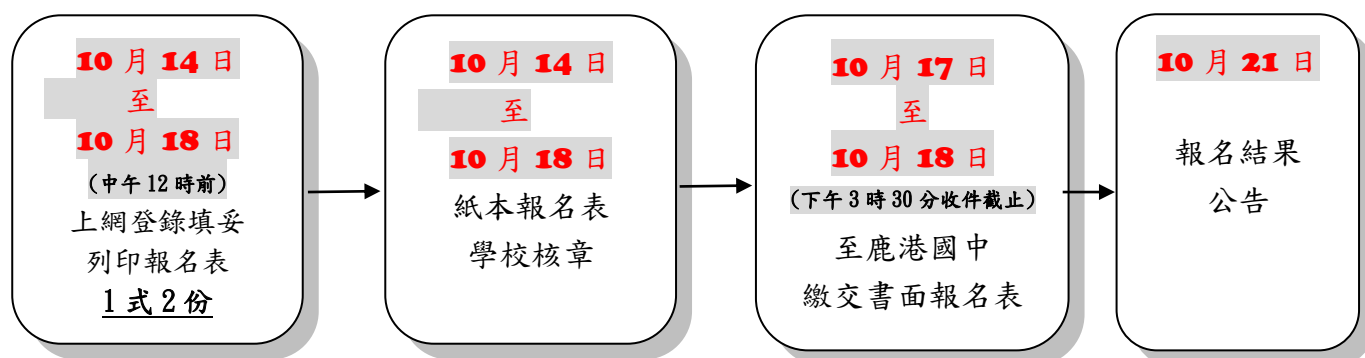 10 月 14 日
至
10 月 18 日
(中午 12 時前)
上網登錄填妥
列印報名表
1 式 2 份
10 月 14 日
至
10 月 18 日
紙本報名表
學校核章
10 月 17 日
至
10 月 18 日
(下午 3 時 30 分收件截止)
至鹿港國中
繳交書面報名表
10 月 21 日
報名結果
公告